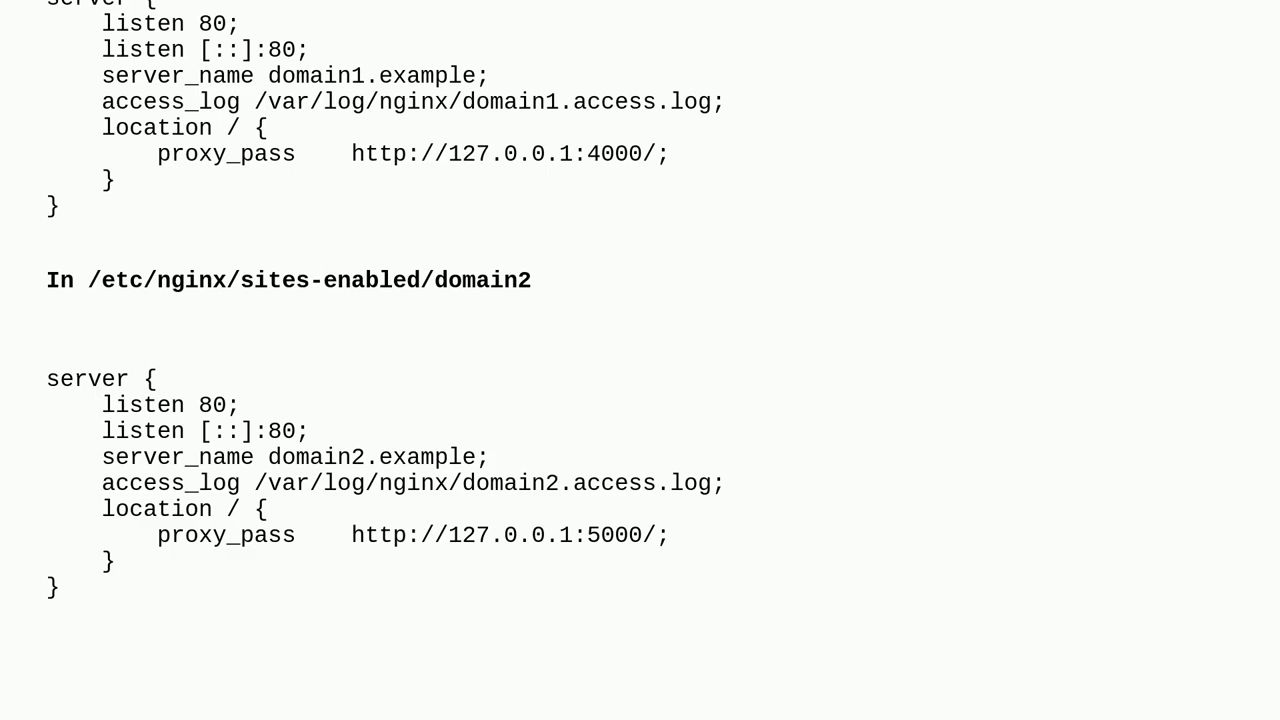 server {
    listen 80;
    listen [::]:80;
    server_name domain1.example;
    access_log /var/log/nginx/domain1.access.log;
    location / {
        proxy_pass    http://127.0.0.1:4000/;
    }
}
In /etc/nginx/sites-enabled/domain2
server {
    listen 80;
    listen [::]:80;
    server_name domain2.example;
    access_log /var/log/nginx/domain2.access.log;
    location / {
        proxy_pass    http://127.0.0.1:5000/;
    }
}